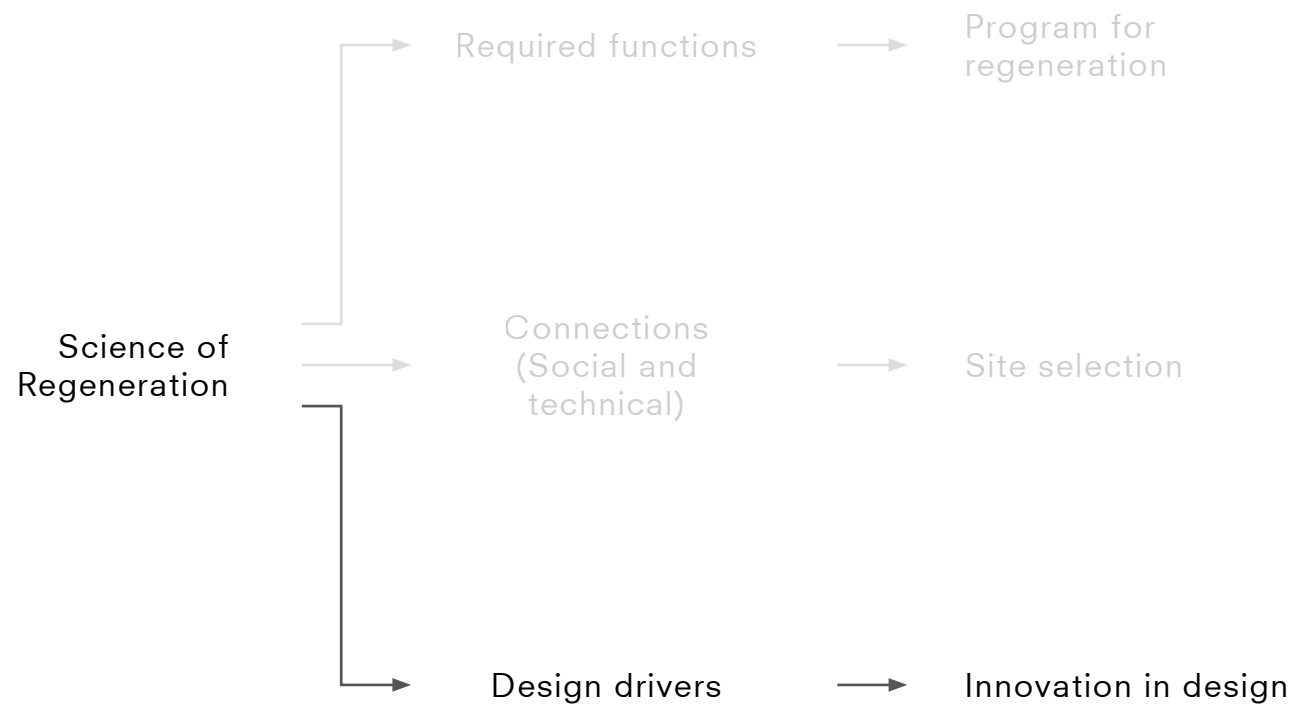 Required functions
Program for
regeneration
Science of
Regeneration
Connections
(Social and
technical)
Site selection
Design drivers
Innovation in design